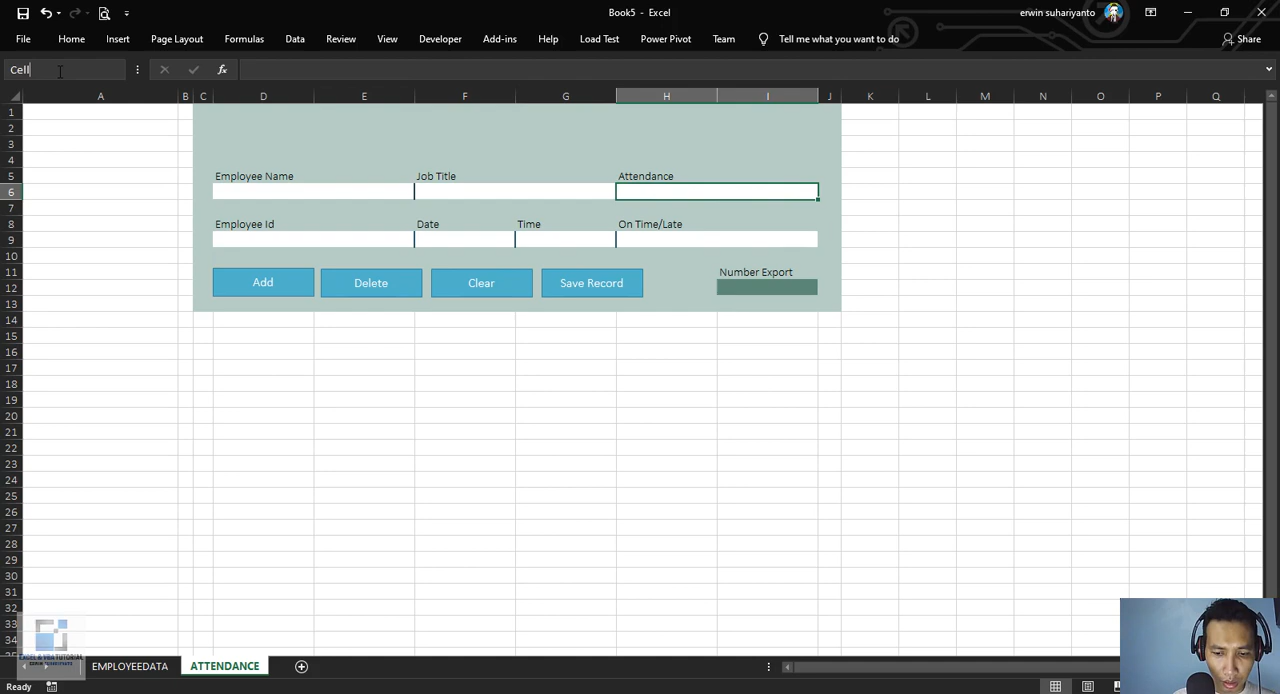 Book5 - Excel
erwin suhariyanto
File Home Insert Page Layout Formulas Data Review View Developer Add-ins Help Load Test Power Pivot Team Tell me what you want to do Share
Cell fx
A B C D E F G H I J K L M N O P Q
1
2
3
4
5 Employee Name Job Title Attendance
6
7
8 Employee Id Date Time On Time/Late
9
10
11 Add Delete Clear Save Record Number Export
12
13
14
15
16
17
18
19
20
21
22
23
24
25
26
27
28
29
30
31
32
33
34
EXCEL & VBA TUTORIAL
EMPLOYEEDATA ATTENDANCE
Ready